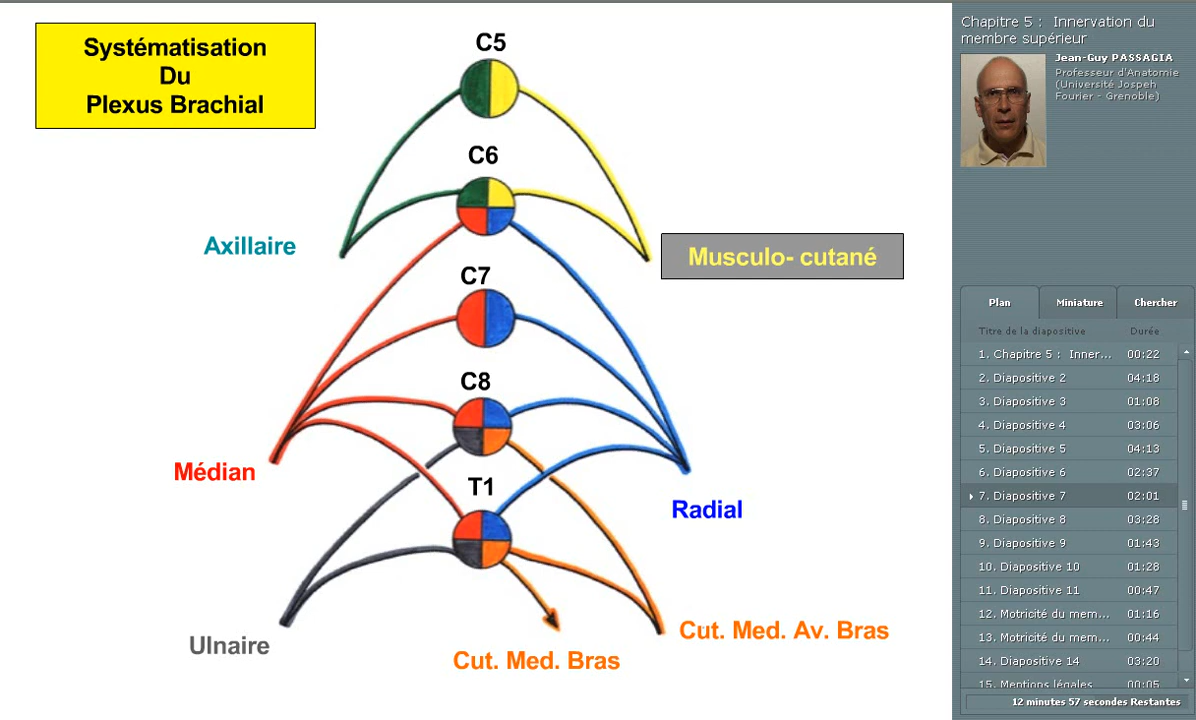 Systématisation
Du
Plexus Brachial
C5
C6
Axillaire
Musculo- cutané
C7
C8
Médian
T1
Radial
Ulnaire
Cut. Med. Av. Bras
Cut. Med. Bras
Chapitre 5 :  Innervation du
membre supérieur
Jean-Guy PASSAGIA
Professeur d'Anatomie
(Université Jospeh
Fourier - Grenoble)
Plan Miniature Chercher
Titre de la diapositive Durée
1. Chapitre 5 :  Inner... 00:22
2. Diapositive 2 04:18
3. Diapositive 3 01:08
4. Diapositive 4 03:06
5. Diapositive 5 04:13
6. Diapositive 6 02:37
7. Diapositive 7 02:01
8. Diapositive 8 03:28
9. Diapositive 9 01:43
10. Diapositive 10 01:28
11. Diapositive 11 00:47
12. Motricité du mem... 01:16
13. Motricité du mem... 00:44
14. Diapositive 14 03:20
15. Mentions légales 00:05
12 minutes 57 secondes Restantes